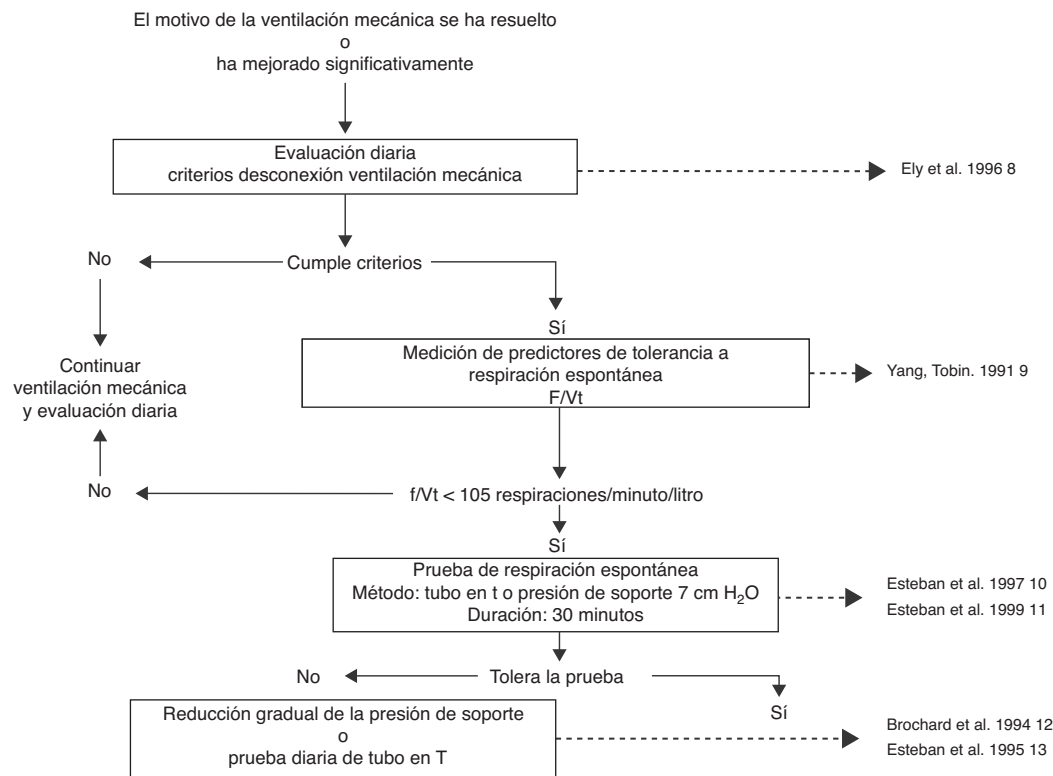 El motivo de la ventilación mecánica se ha resuelto
o
ha mejorado significativamente
Evaluación diaria
criterios desconexión ventilación mecánica
Ely et al. 1996 8
No
Cumple criterios
Sí
Medición de predictores de tolerancia a
respiración espontánea
F/Vt
Yang, Tobin. 1991 9
Continuar
ventilación mecánica
y evaluación diaria
No
f/Vt < 105 respiraciones/minuto/litro
Sí
Prueba de respiración espontánea
Método: tubo en t o presión de soporte 7 cm H₂O
Duración: 30 minutos
Esteban et al. 1997 10
Esteban et al. 1999 11
No
Tolera la prueba
Sí
Reducción gradual de la presión de soporte
o
prueba diaria de tubo en T
Brochard et al. 1994 12
Esteban et al. 1995 13